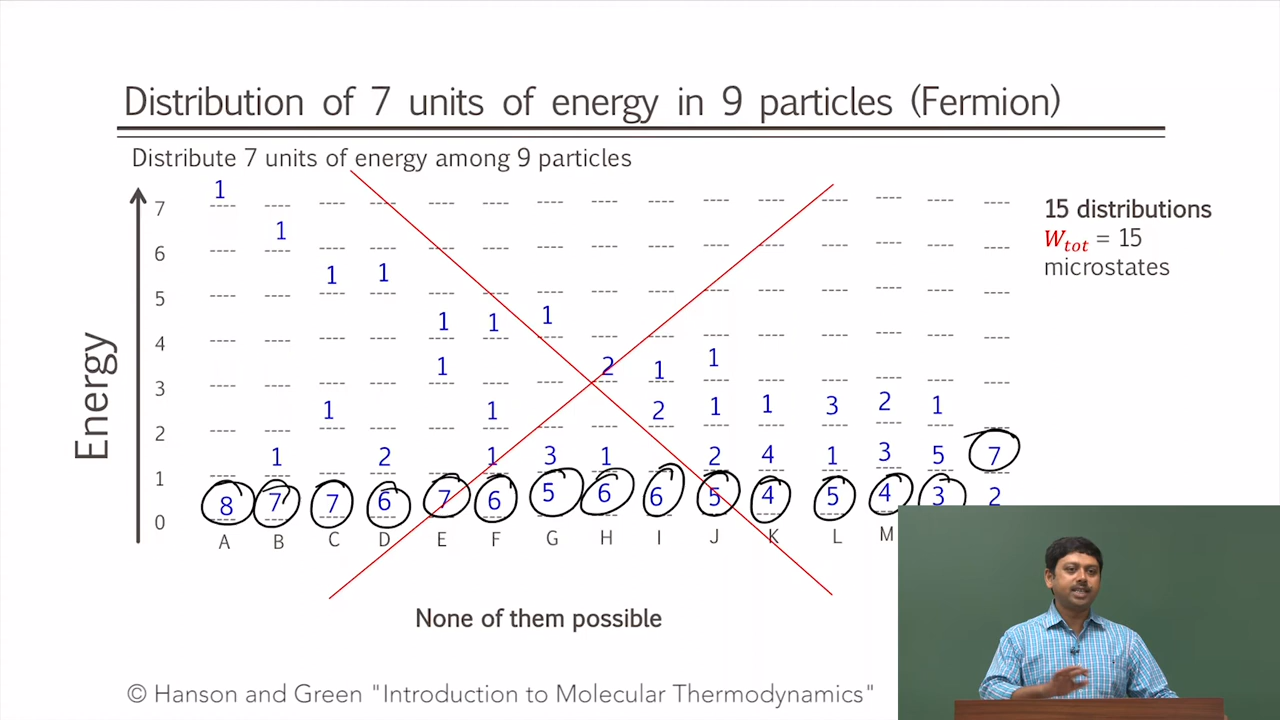 Distribution of 7 units of energy in 9 particles (Fermion)
Distribute 7 units of energy among 9 particles
15 distributions
Wtot = 15
microstates
Energy
7 1
6 1
5 1 1
4 1 1 1
3 1 2 1 1
2 1 1 2 1 1 3 2 1
1 1 2 1 3 1 2 4 1 3 5 7
0 8 7 7 6 7 6 5 6 6 5 4 5 4 3 2
A B C D E F G H I J K L M
None of them possible
© Hanson and Green "Introduction to Molecular Thermodynamics"